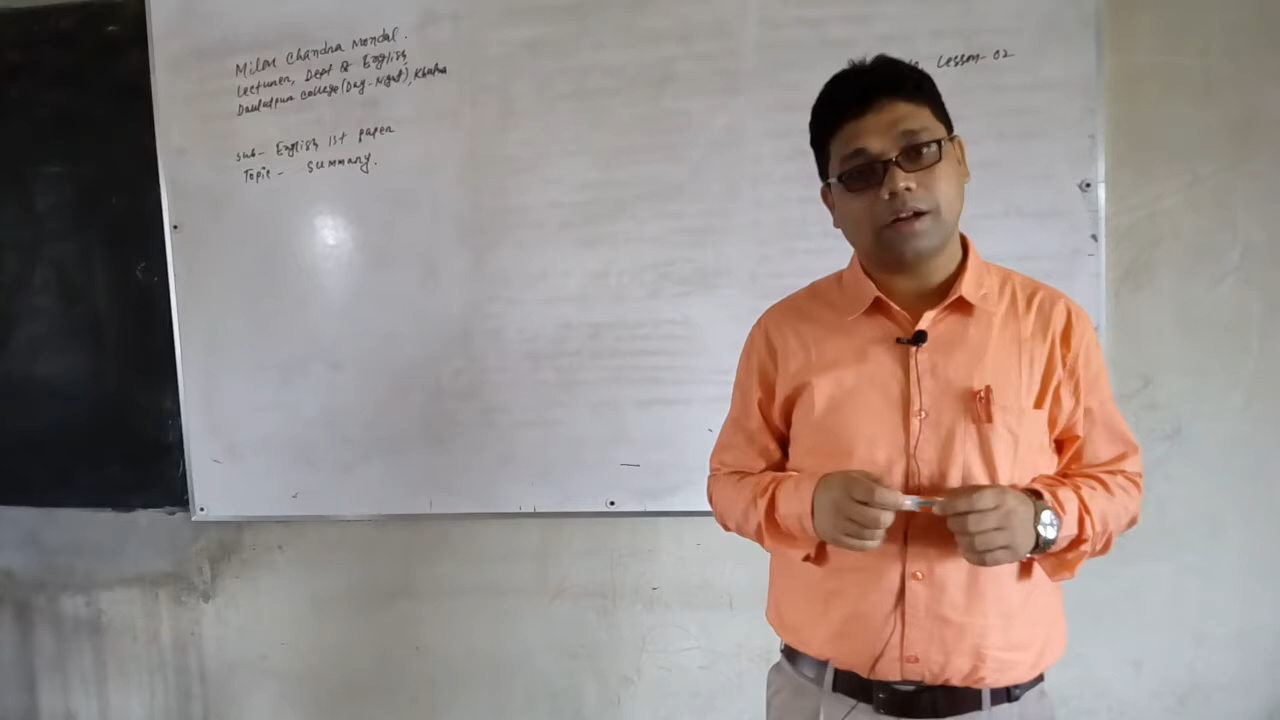 Milon Chandra Mondal.
Lecturer, Dept of English
Daulatpur College (Day-Night), Khulna
Sub- English 1st paper
Topic- Summary.
Lesson-02